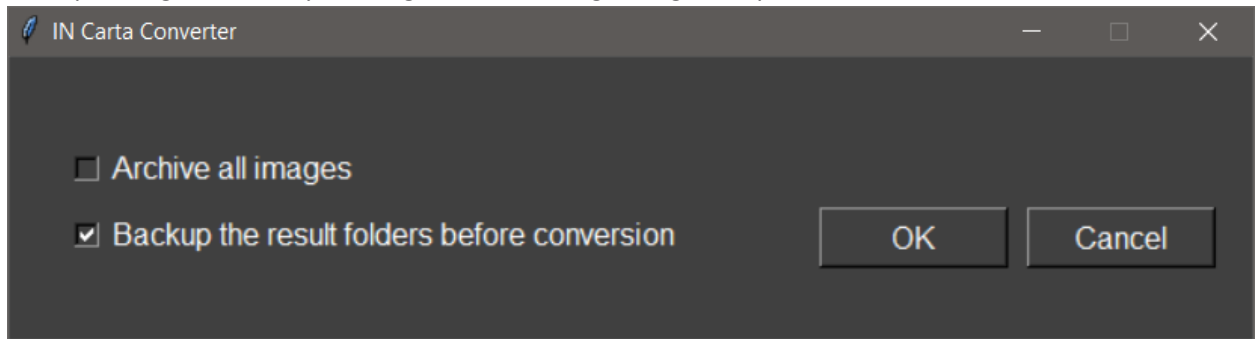 IN Carta Converter
Archive all images
Backup the result folders before conversion
OK
Cancel